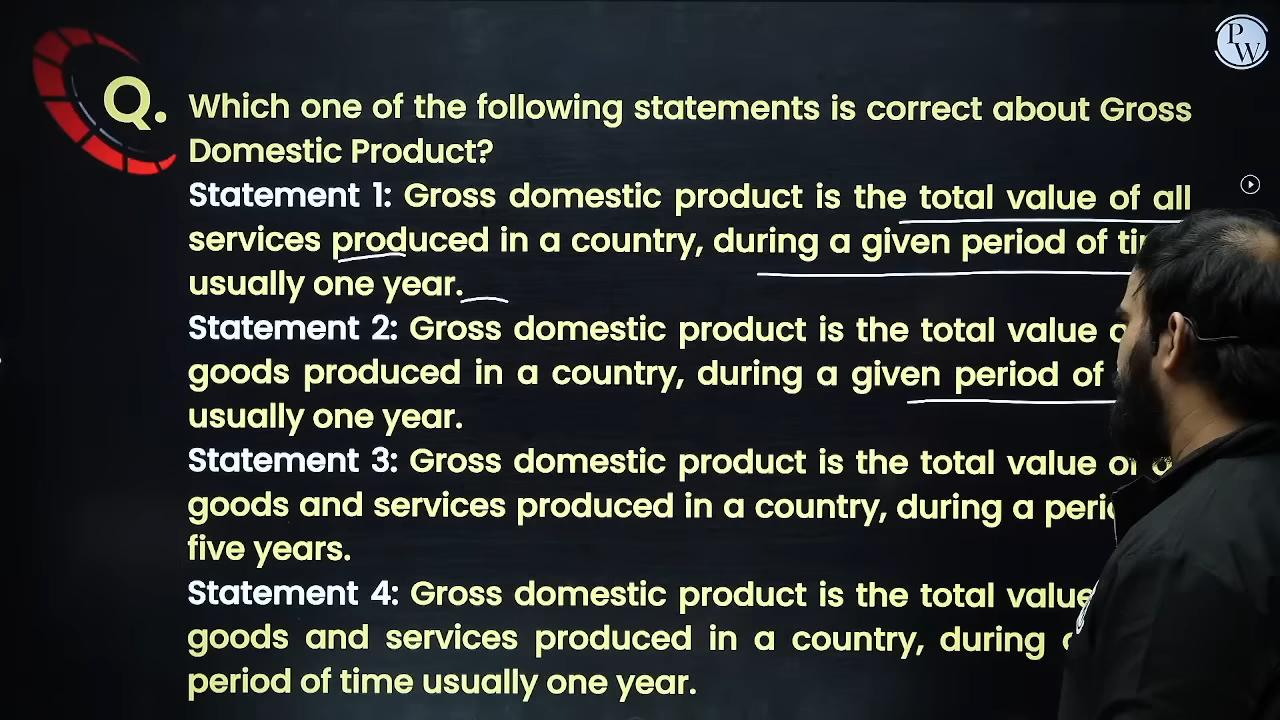 PW
Q.
Which one of the following statements is correct about Gross
Domestic Product?
Statement 1: Gross domestic product is the total value of all
services produced in a country, during a given period of
usually one year.
Statement 2: Gross domestic product is the total value
goods produced in a country, during a given period of
usually one year.
Statement 3: Gross domestic product is the total value of
goods and services produced in a country, during a
five years.
Statement 4: Gross domestic product is the total value
goods and services produced in a country, during
period of time usually one year.